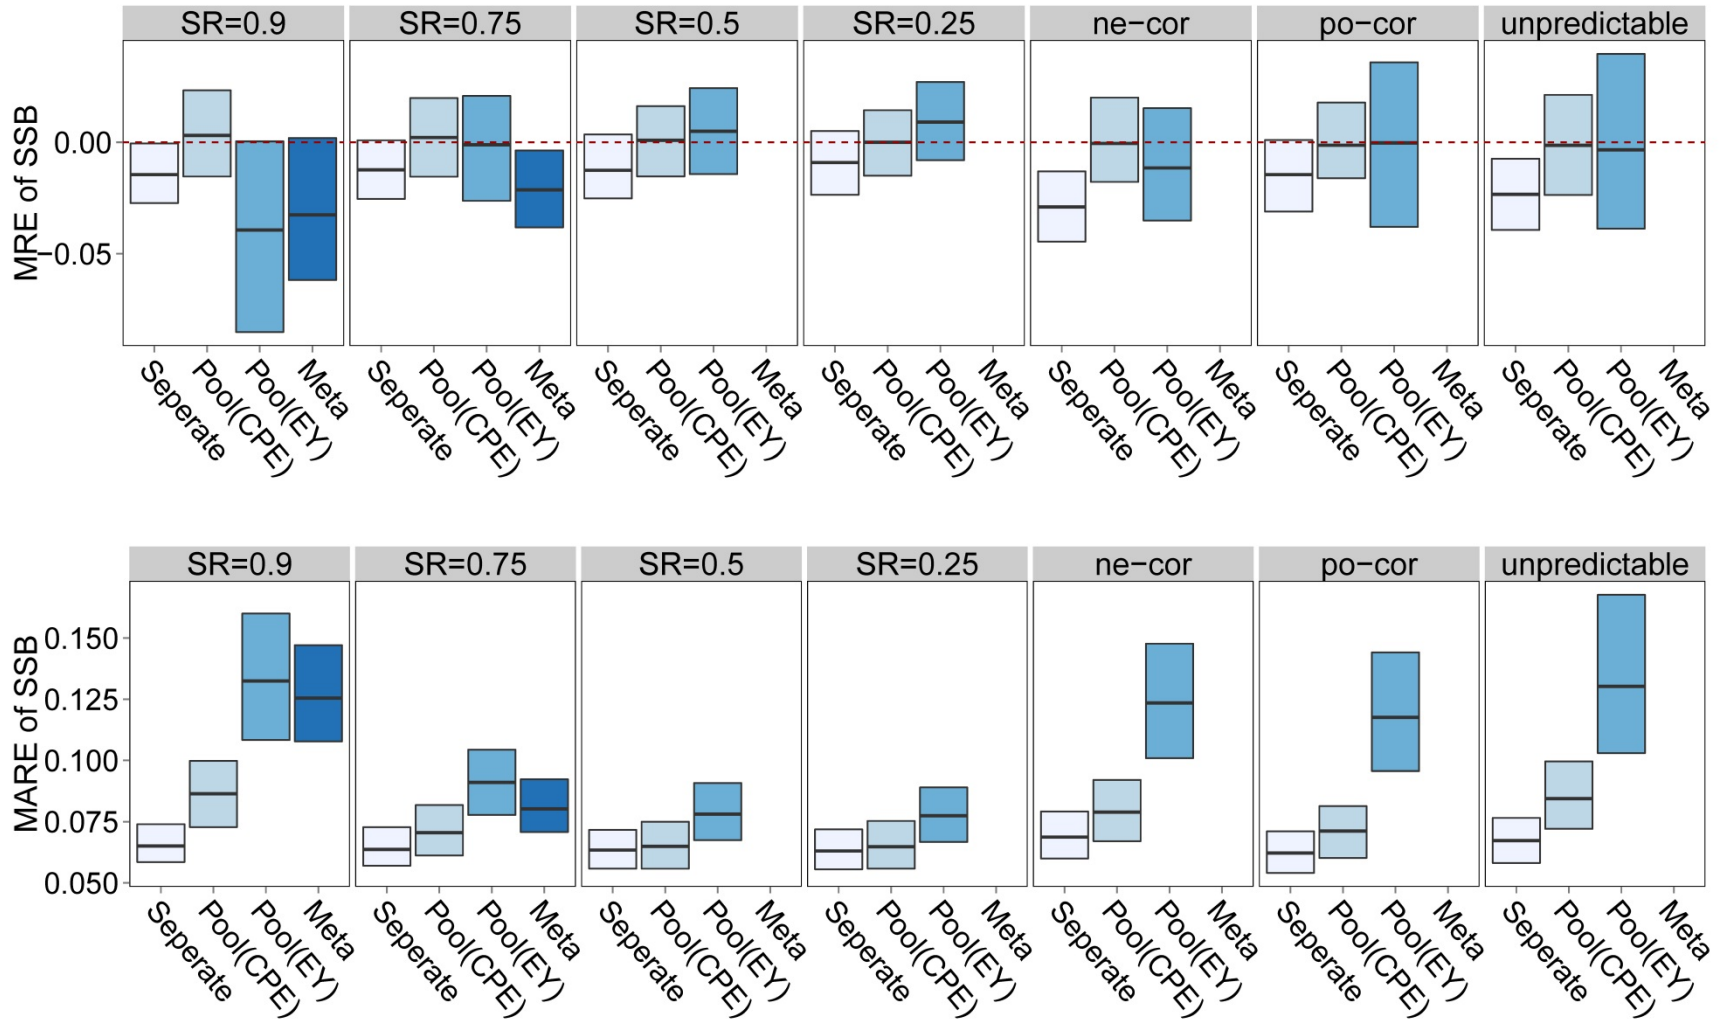 SR=0.9 SR=0.75 SR=0.5 SR=0.25 ne−cor po−cor unpredictable
MRE of SSB
0.00
−0.05
Seperate Pool(CPE) Pool(EY) Meta Seperate Pool(CPE) Pool(EY) Meta Seperate Pool(CPE) Pool(EY) Meta Seperate Pool(CPE) Pool(EY) Meta Seperate Pool(CPE) Pool(EY) Meta Seperate Pool(CPE) Pool(EY) Meta Seperate Pool(CPE) Pool(EY) Meta
SR=0.9 SR=0.75 SR=0.5 SR=0.25 ne−cor po−cor unpredictable
MARE of SSB
0.150
0.125
0.100
0.075
0.050
Seperate Pool(CPE) Pool(EY) Meta Seperate Pool(CPE) Pool(EY) Meta Seperate Pool(CPE) Pool(EY) Meta Seperate Pool(CPE) Pool(EY) Meta Seperate Pool(CPE) Pool(EY) Meta Seperate Pool(CPE) Pool(EY) Meta Seperate Pool(CPE) Pool(EY) Meta